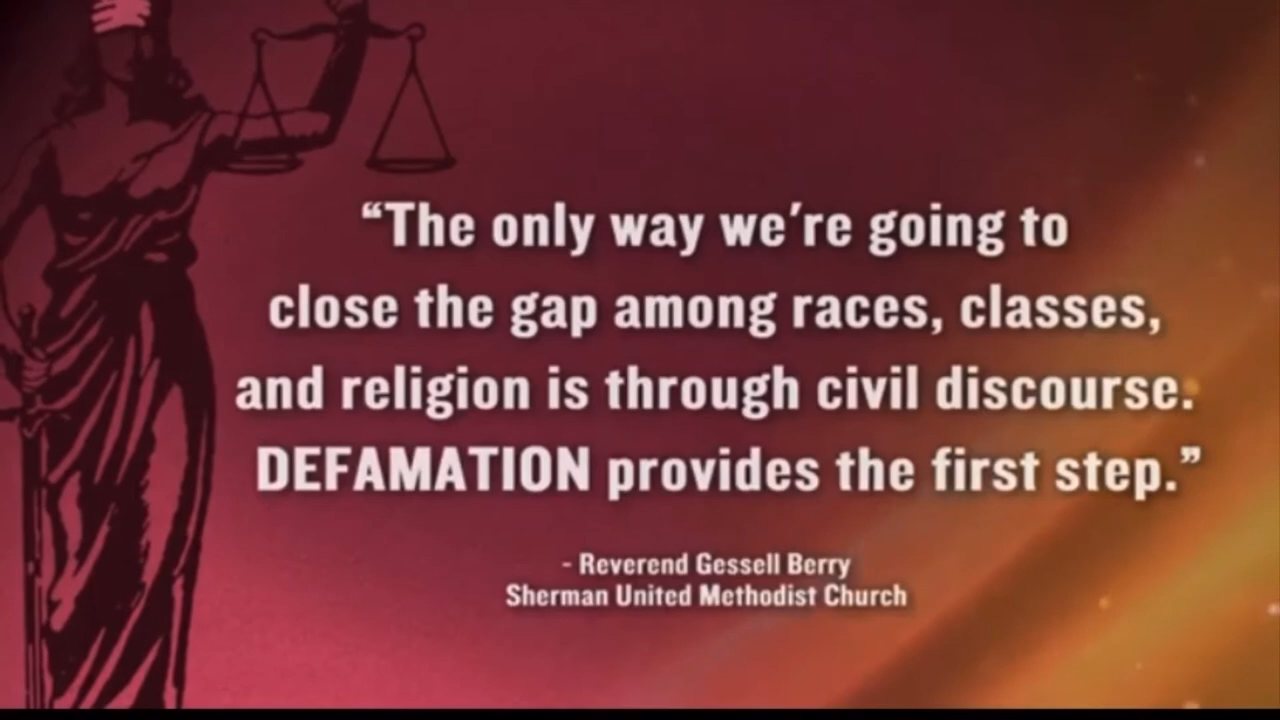 “The only way we’re going to
close the gap among races, classes,
and religion is through civil discourse.
DEFAMATION provides the first step.”
- Reverend Gessell Berry
Sherman United Methodist Church